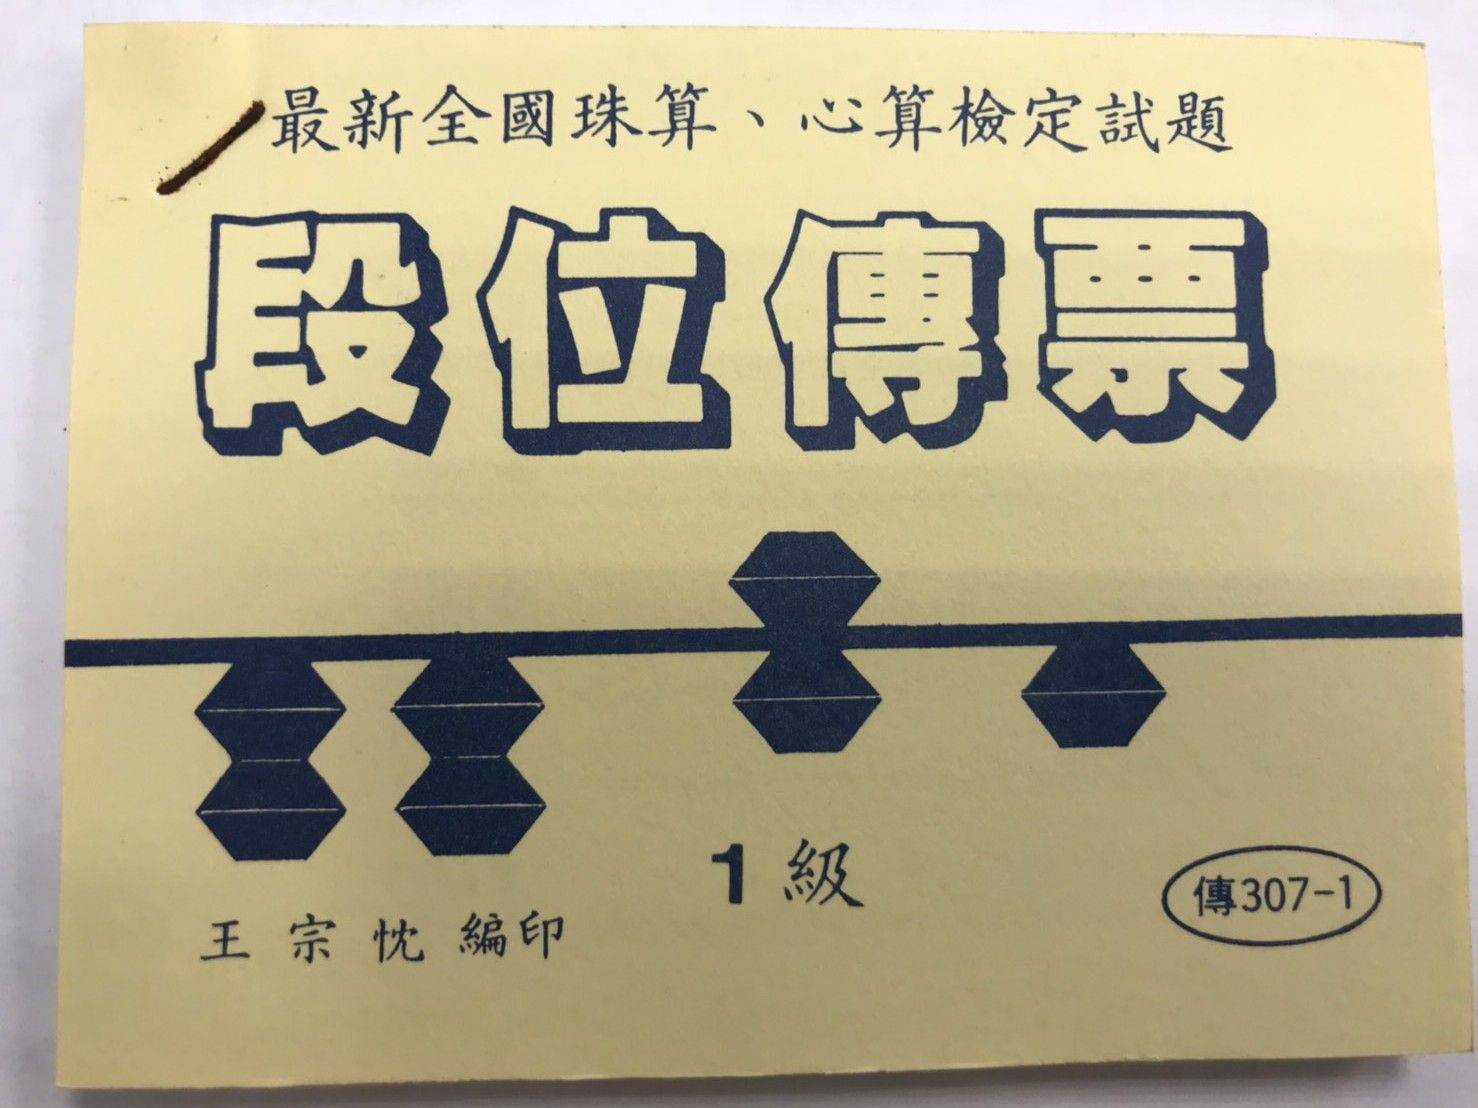 最新全國珠算、心算檢定試題
段位傳票
1級
傳307-1
王宗忱編印